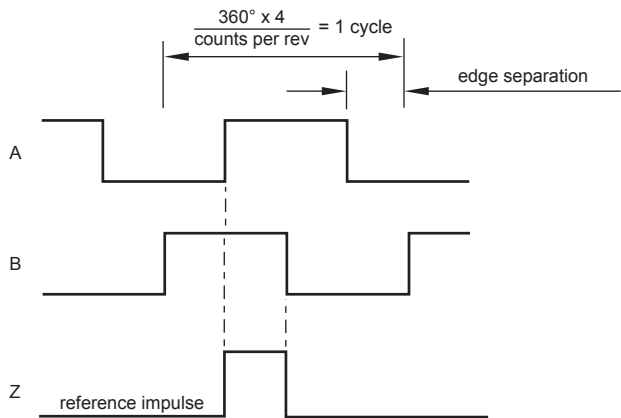 360° x 4
counts per rev
= 1 cycle
edge separation
A
B
Z
reference impulse